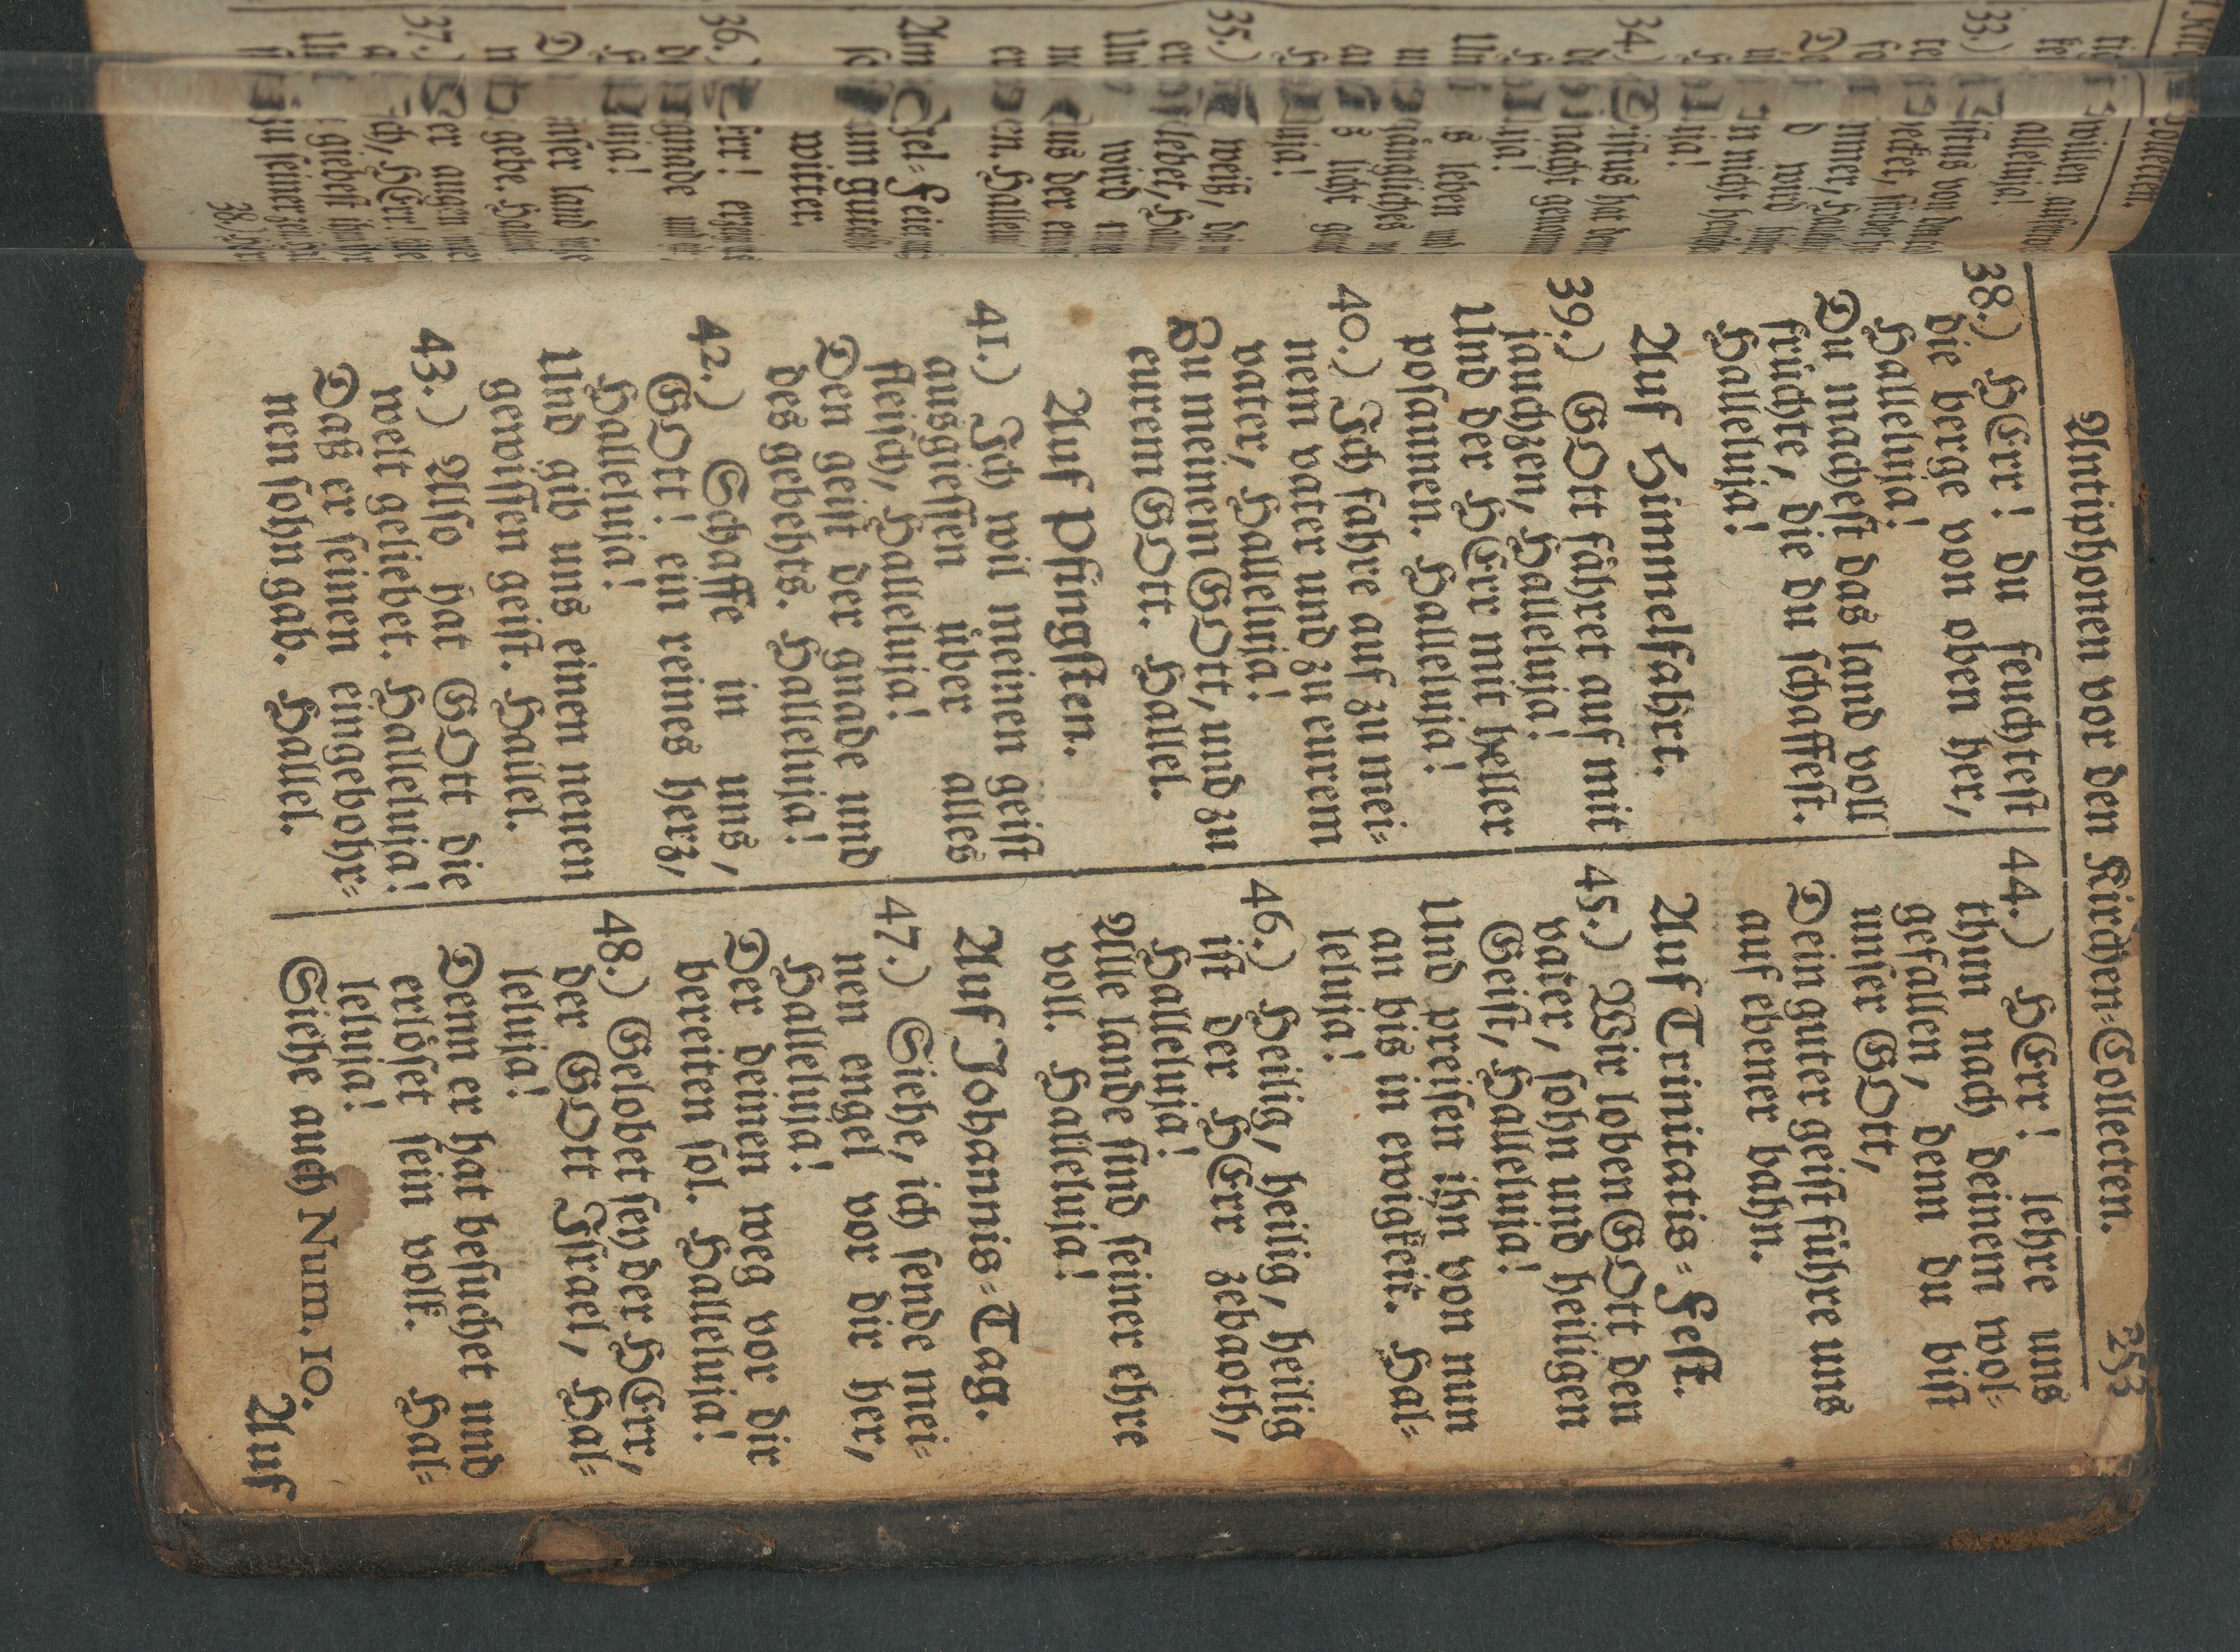 Antiphonen vor den Kirchen-Collecten. 253
38.) HErr! du feuchtest
die berge von oben her,
Halleluja!
Du machest das land voll
früchte, die du schaffest.
Halleluja!
Auf Himmelfahrt.
39.) GOtt fähret auf mit
jauchzen, Halleluja!
Und der HErr mit heller
posaunen. Halleluja!
40.) Ich fahre auf zu mei-
nem vater und zu eurem
vater, Halleluja!
Zu meinem GOtt, und zu
eurem GOtt. Hallel.
Auf Pfingsten.
41.) Ich wil meinen geist
ausgiessen über alles
fleisch, Halleluja!
Den geist der gnade und
des gebehts. Halleluja!
42.) Schaffe in uns,
GOtt! ein reines herz,
Halleluja!
Und gib uns einen neuen
gewissen geist. Hallel.
43.) Also hat GOtt die
welt geliebet. Halleluja!
Daß er seinen eingebohr-
nen sohn gab. Hallel.
44.) HErr! lehre uns
thun nach deinem wol-
gefallen, denn du bist
unser GOtt,
Dein guter geist führe uns
auf ebener bahn.
Auf Trinitatis-Fest.
45.) Wir loben GOtt den
vater, sohn und heiligen
Geist, Halleluja!
Und preisen ihn von nun
an bis in ewigkeit. Hal-
leluja!
46.) Heilig, heilig, heilig
ist der HErr zebaoth,
Halleluja!
Alle lande sind seiner ehre
voll. Halleluja!
Auf Johannis-Tag.
47.) Siehe, ich sende mei-
nen engel vor dir her,
Halleluja!
Der deinen weg vor dir
bereiten sol. Halleluja!
48.) Gelobet sey der HErr,
der GOtt Israel, Hal-
leluja!
Denn er hat besuchet und
erlöset sein volk. Hal-
leluja!
Siehe auch Num. 10.
Auf